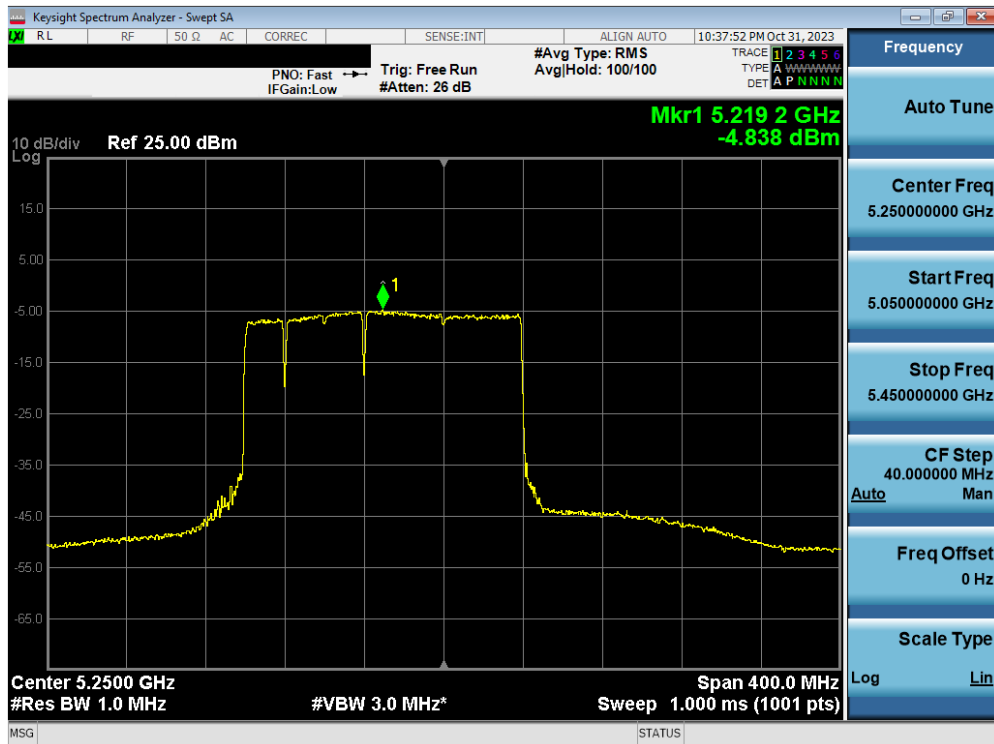 Keysight Spectrum Analyzer - Swept SA
LXI RL RF 50 Ω AC CORREC SENSE:INT ALIGN AUTO 10:37:52 PM Oct 31, 2023
PNO: Fast Trig: Free Run #Avg Type: RMS TRACE 1 2 3 4 5 6
IFGain:Low #Atten: 26 dB Avg|Hold: 100/100 TYPE A WWWWW
DET A P N N N N
Mkr1 5.219 2 GHz
-4.838 dBm
10 dB/div Ref 25.00 dBm
Log
15.0
5.00
1
-5.00
-15.0
-25.0
-35.0
-45.0
-55.0
-65.0
Center 5.2500 GHz Span 400.0 MHz
#Res BW 1.0 MHz #VBW 3.0 MHz* Sweep 1.000 ms (1001 pts)
MSG STATUS
Frequency
Auto Tune
Center Freq
5.250000000 GHz
Start Freq
5.050000000 GHz
Stop Freq
5.450000000 GHz
CF Step
40.000000 MHz
Auto Man
Freq Offset
0 Hz
Scale Type
Log Lin